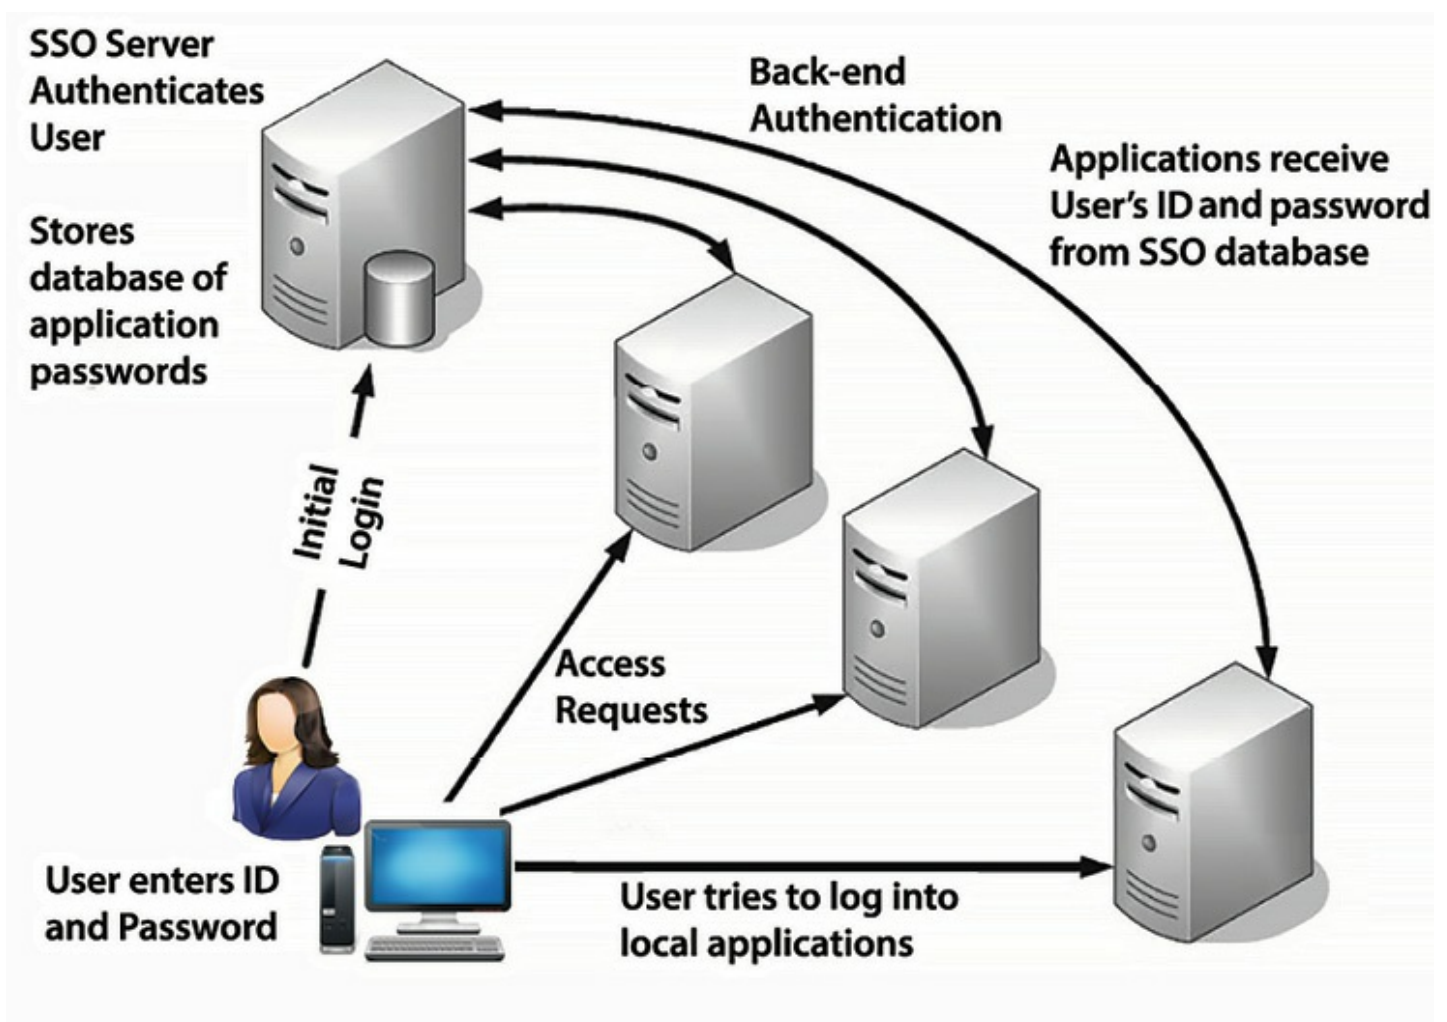 SSO Server
Authenticates
User
Stores
database of
application
passwords
Back-end
Authentication
Applications receive
User's ID and password
from SSO database
Initial
Login
Access
Requests
User enters ID
and Password
User tries to log into
local applications